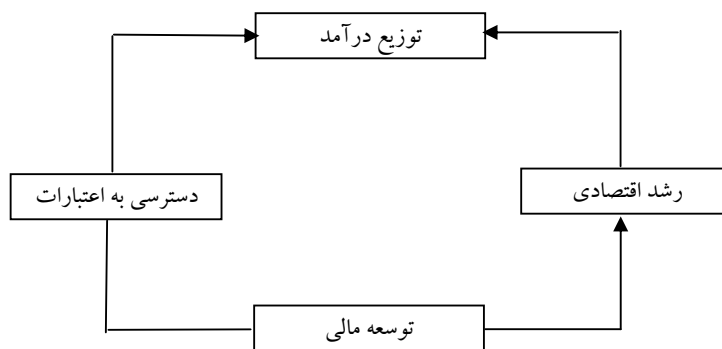 توزیع درآمد
رشد اقتصادی
دسترسی به اعتبارات
توسعه مالی